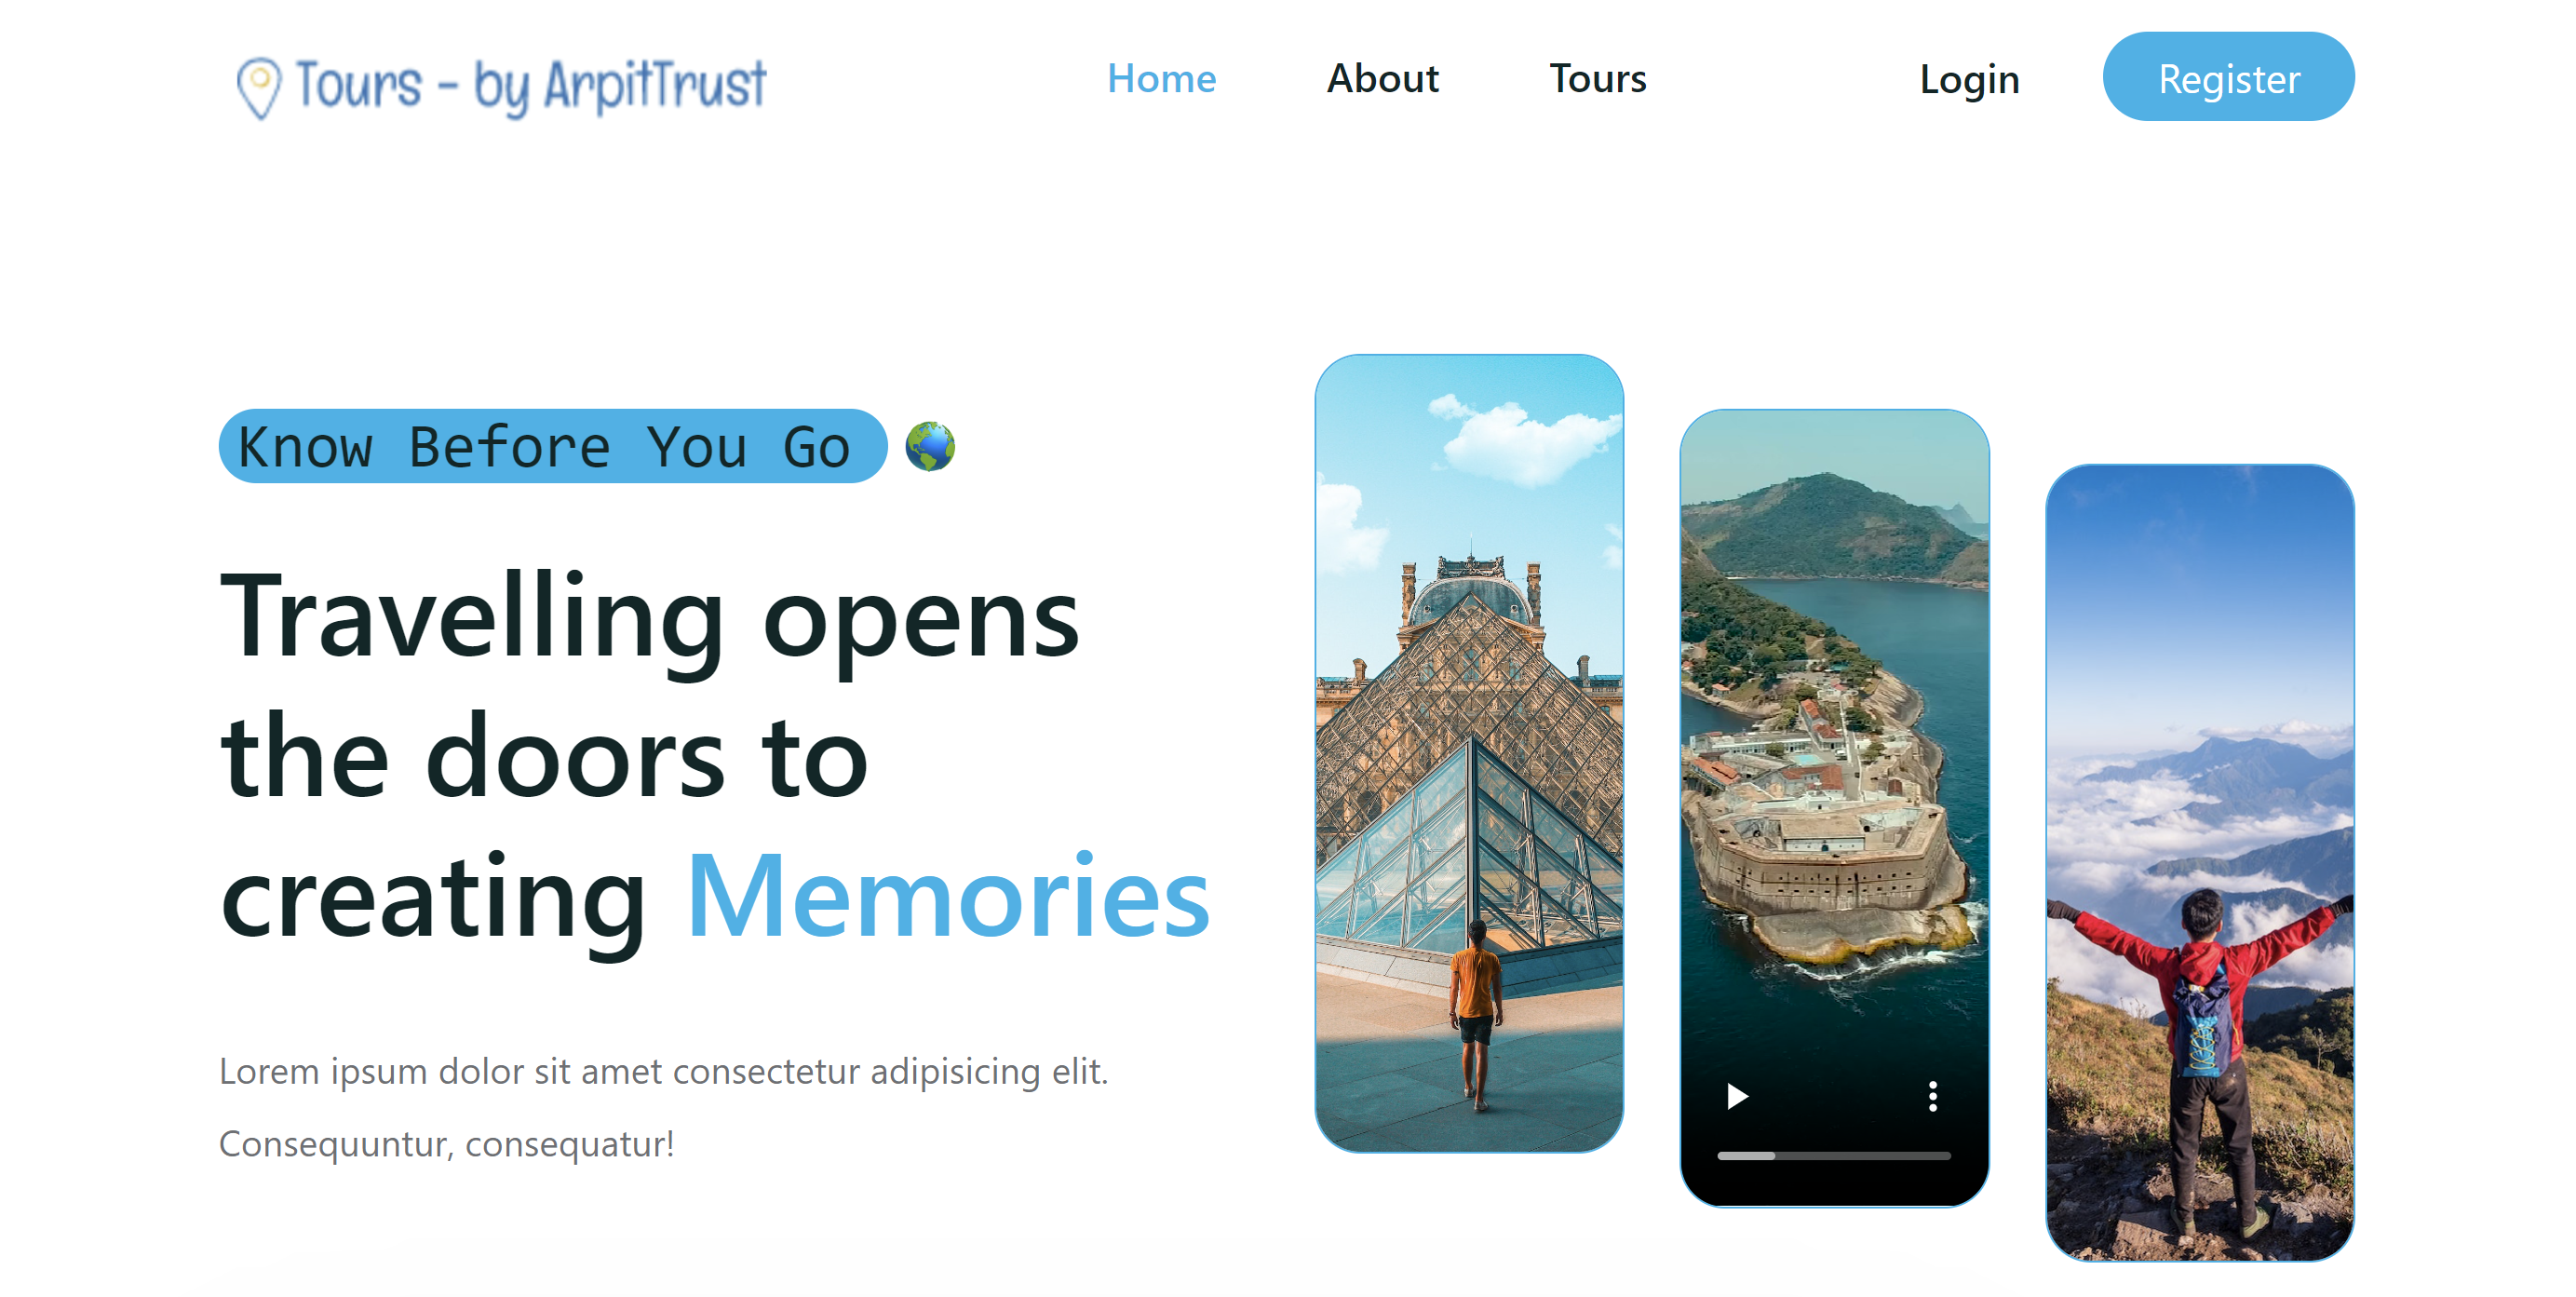 Tours - by ArpitTrust
Home About Tours Login Register
Know Before You Go
Travelling opens
the doors to
creating Memories
Lorem ipsum dolor sit amet consectetur adipisicing elit.
Consequuntur, consequatur!